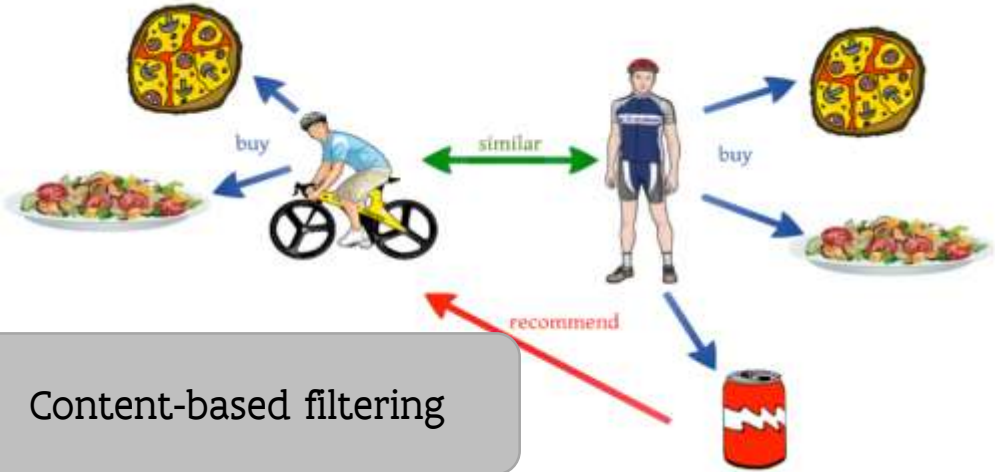 buy
similar
buy
recommend
Content-based filtering